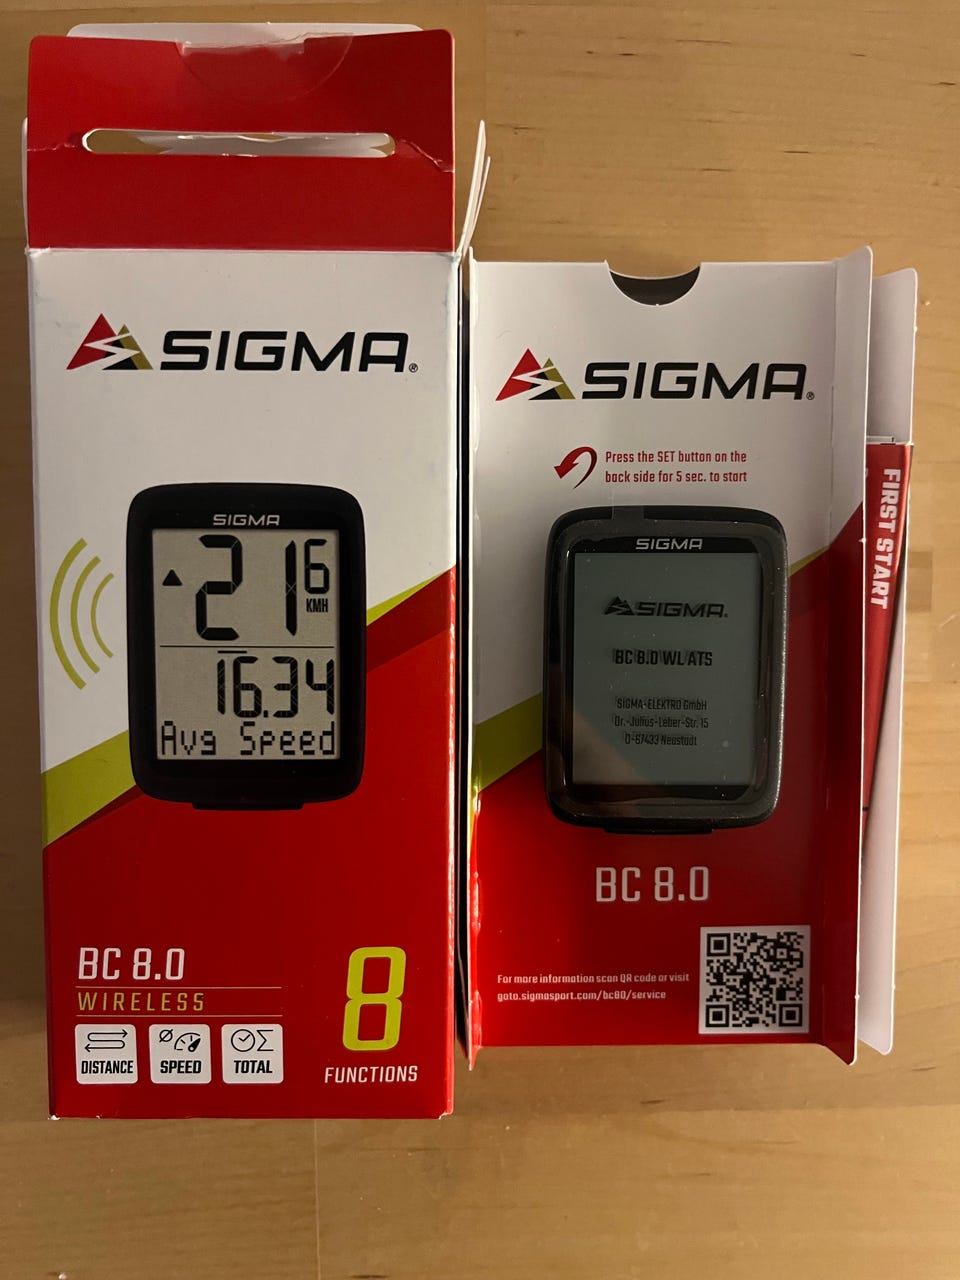 SIGMA®
SIGMA
21 6
KMH
16.34
Avg Speed
BC 8.0
WIRELESS
DISTANCE
SPEED
TOTAL
8
FUNCTIONS
SIGMA®
Press the SET button on the
back side for 5 sec. to start
SIGMA
SIGMA®
BC 8.0 WL ATS
SIGMA-ELEKTRO GmbH
Dr.-Julius-Leber-Str. 15
D-67433 Neustadt
BC 8.0
For more information scan QR code or visit
goto.sigmasport.com/bc80/service
FIRST START